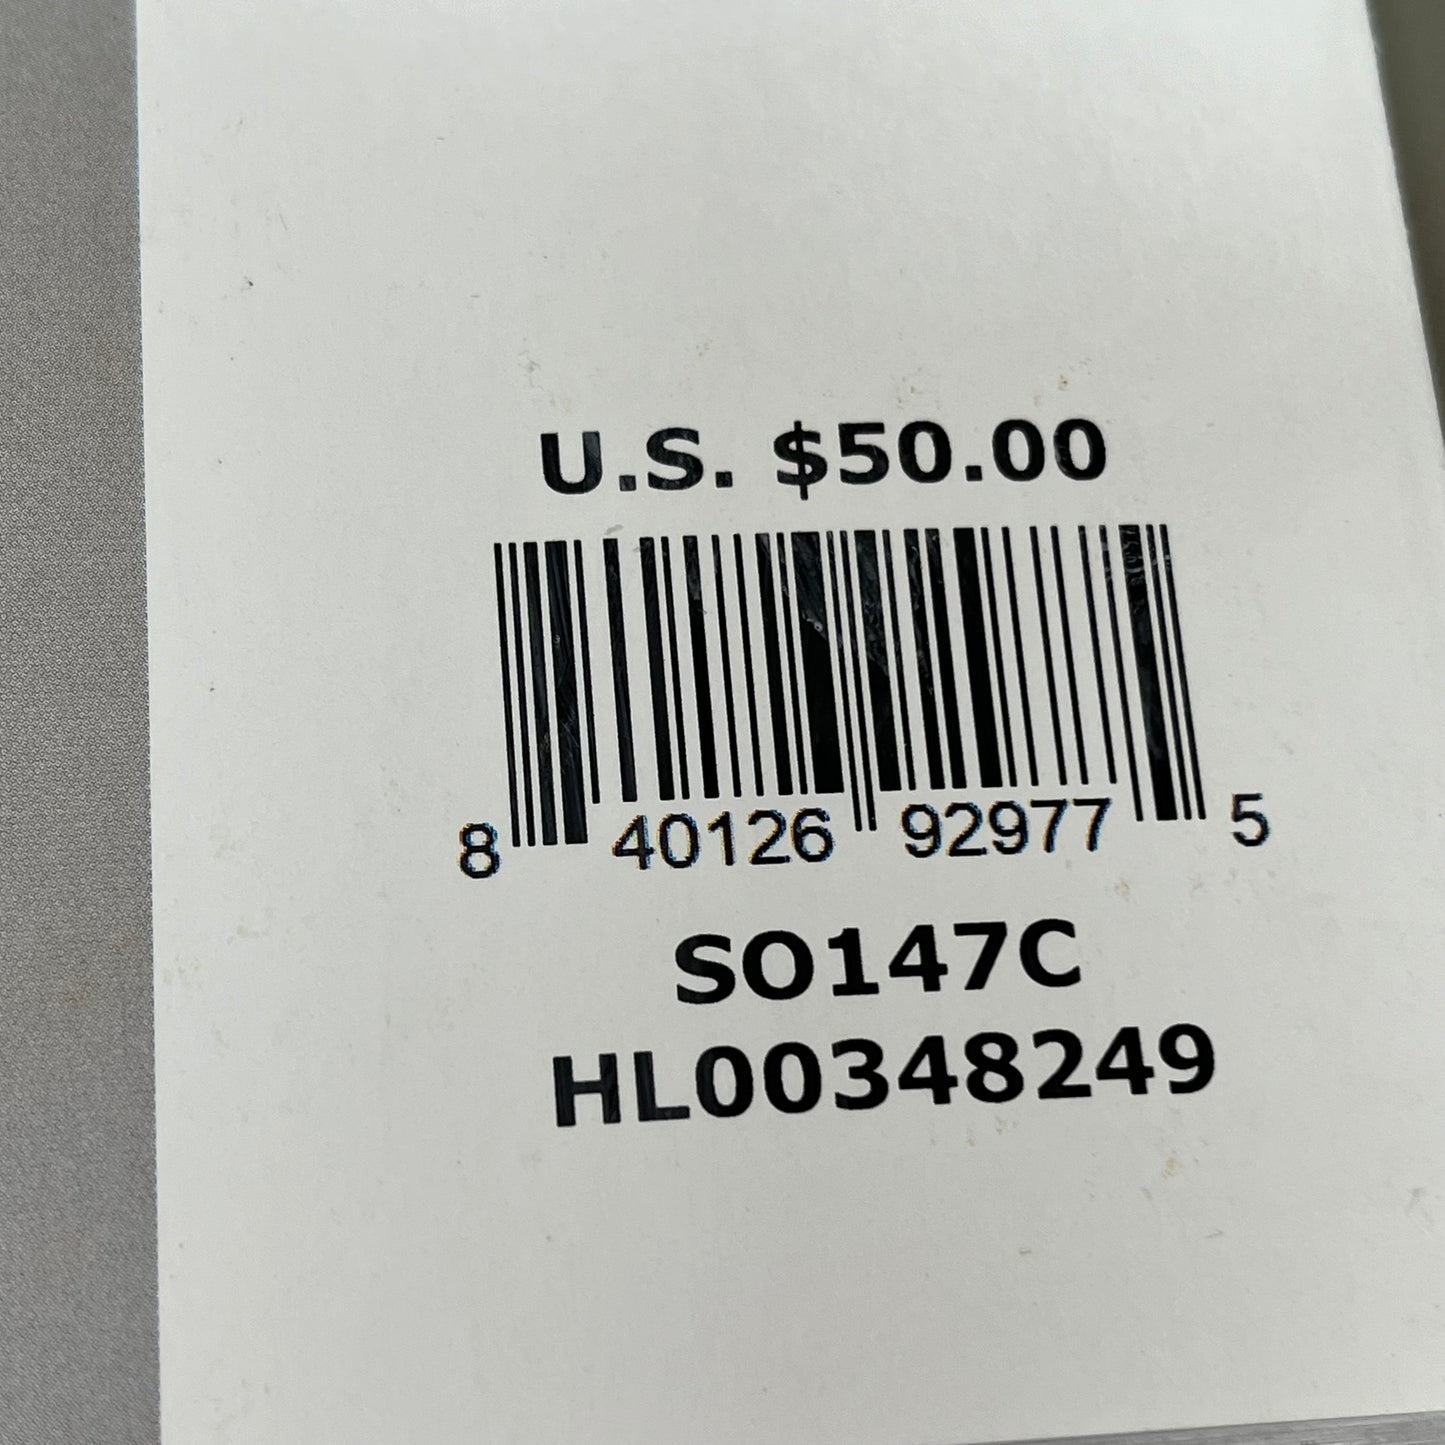 U.S. $50.00
8 40126 92977 5
SO147C
HL00348249